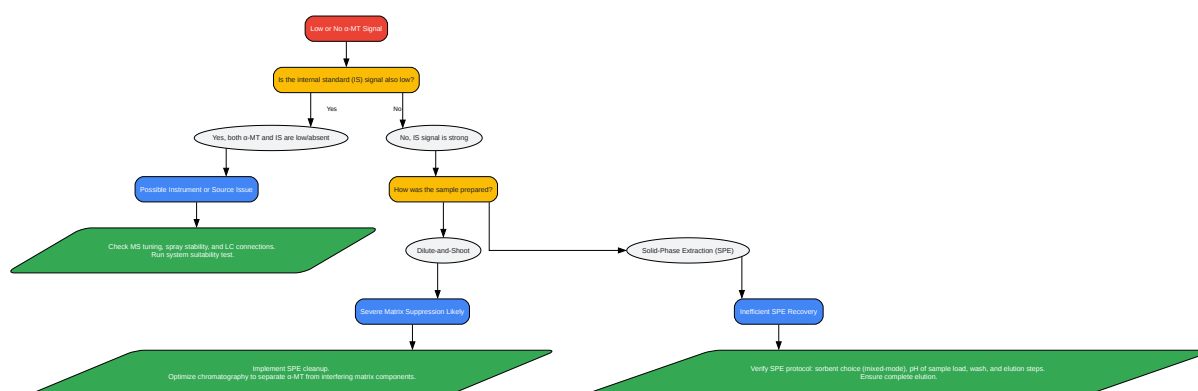 Low or No α-MT Signal
Is the internal standard (IS) signal also low?
Yes
No
Yes, both α-MT and IS are low/absent
No, IS signal is strong
Possible Instrument or Source Issue
How was the sample prepared?
Check MS tuning, spray stability, and LC connections.
Run system suitability test.
Dilute-and-Shoot
Solid-Phase Extraction (SPE)
Severe Matrix Suppression Likely
Inefficient SPE Recovery
Implement SPE cleanup.
Optimize chromatography to separate α-MT from interfering matrix components.
Verify SPE protocol: sorbent choice (mixed-mode), pH of sample load, wash, and elution steps.
Ensure complete elution.